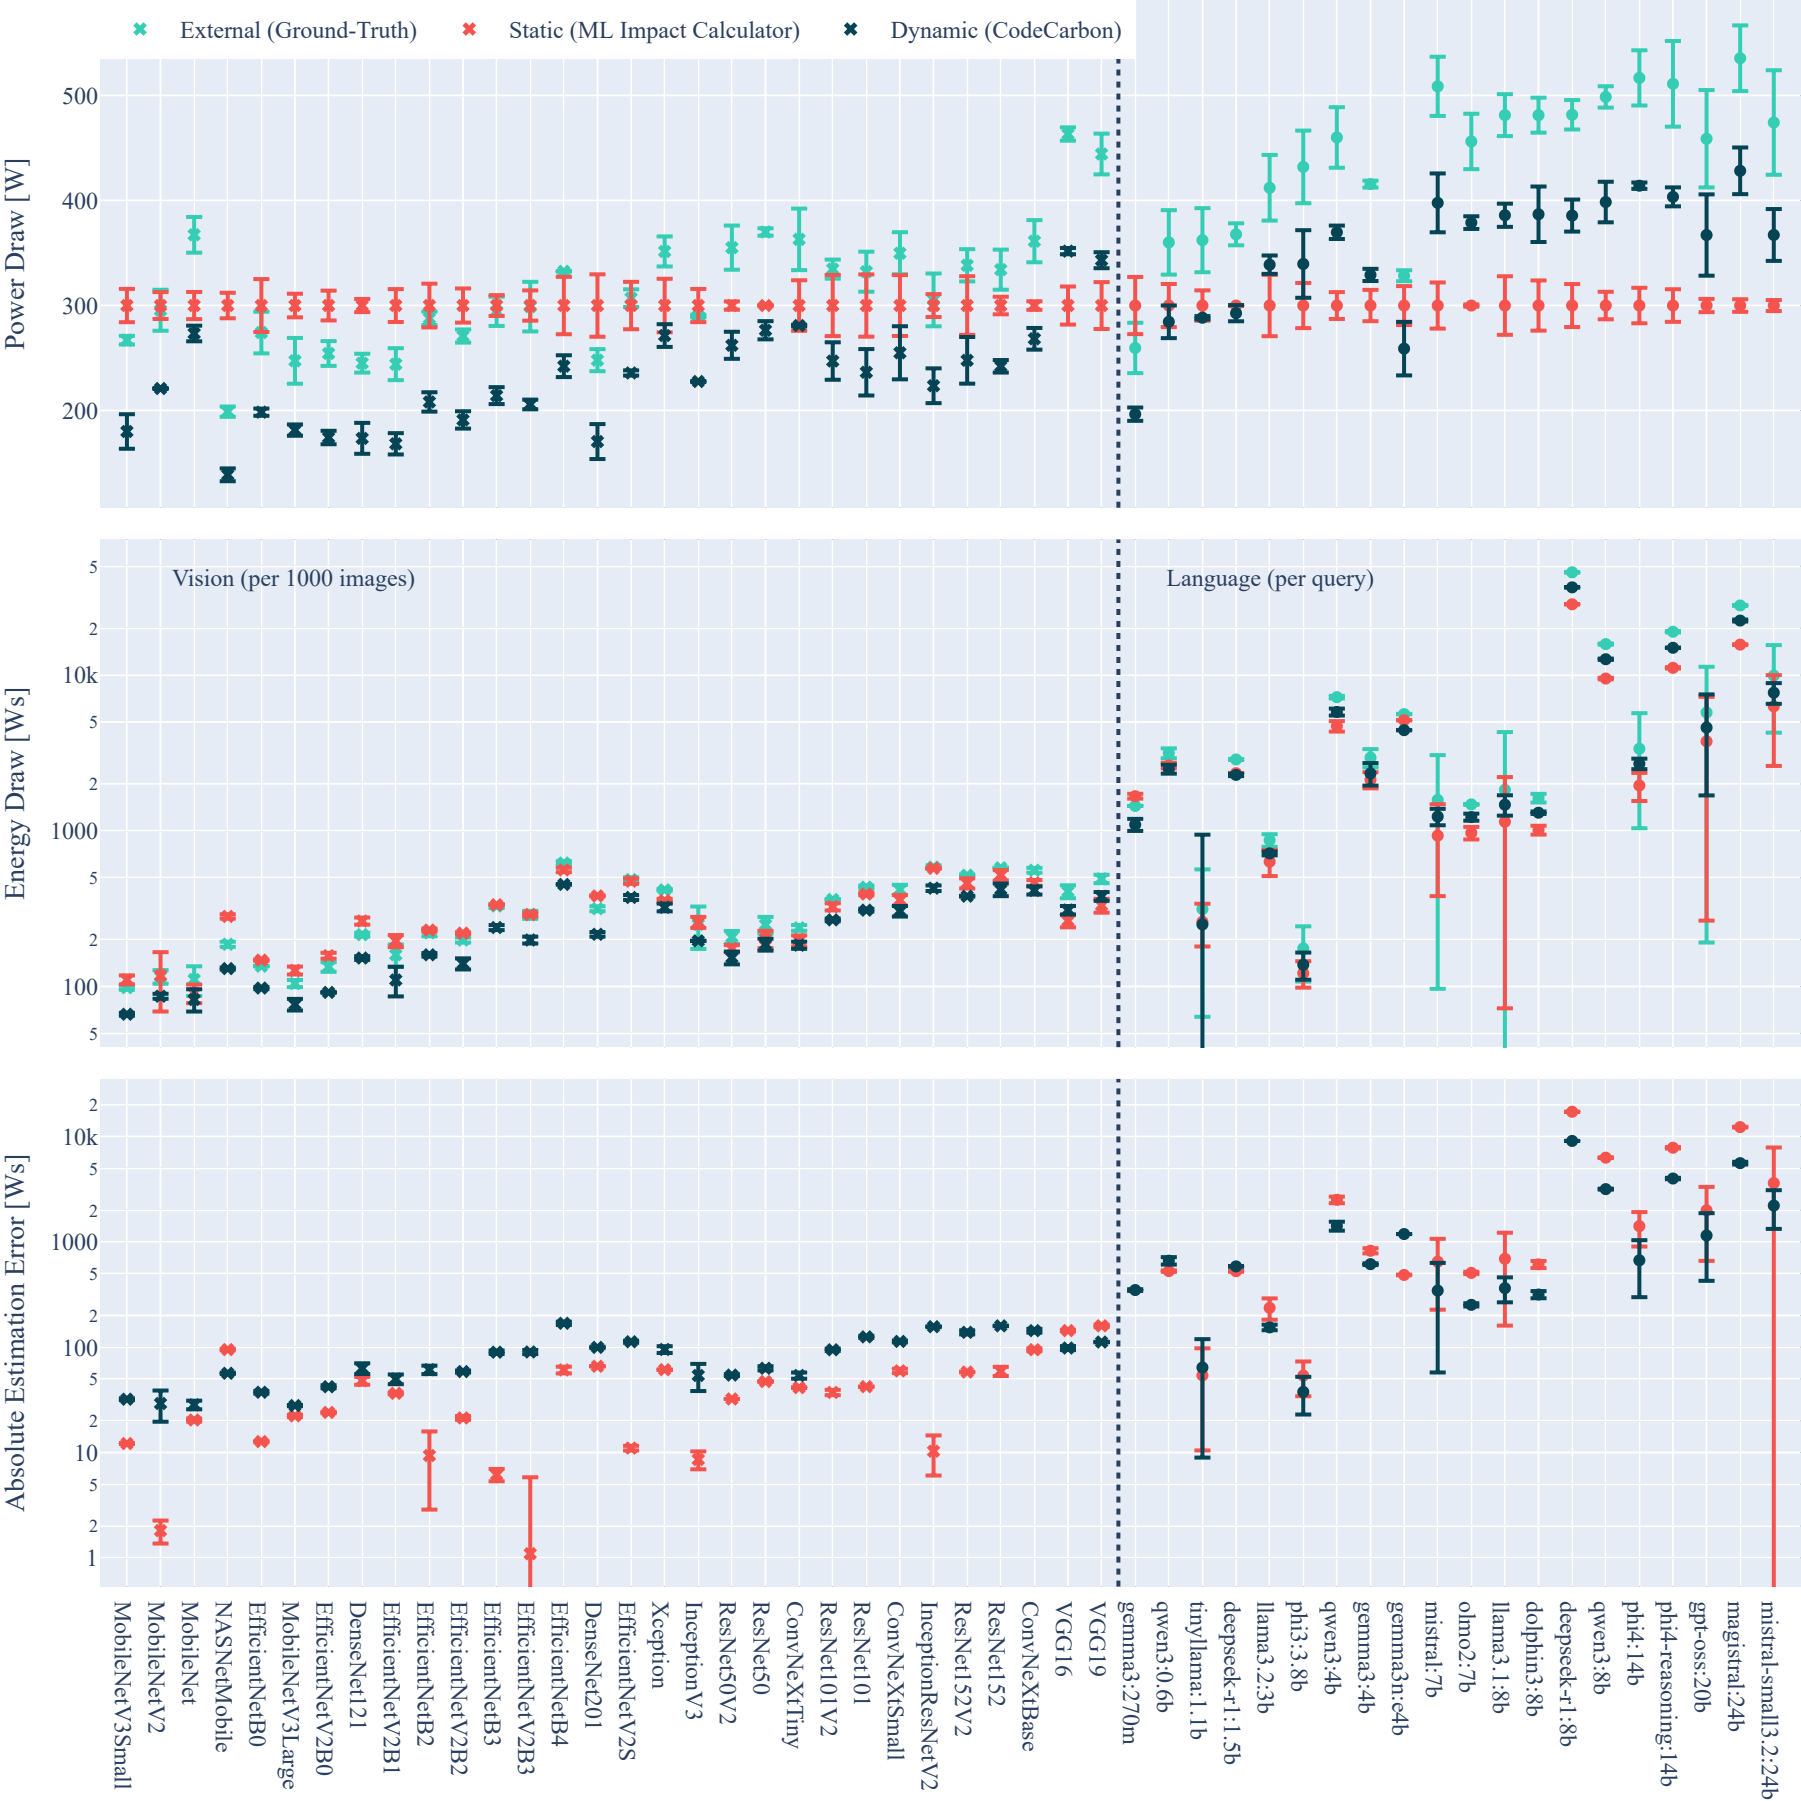 External (Ground-Truth)
Static (ML Impact Calculator)
Dynamic (CodeCarbon)
Power Draw [W]
500
400
300
200
Energy Draw [Ws]
Vision (per 1000 images)
Language (per query)
5
2
10k
5
2
1000
5
2
100
5
Absolute Estimation Error [Ws]
2
10k
5
2
1000
5
2
100
5
2
10
5
2
1
MobileNetV3Small
MobileNetV2
MobileNet
NASNetMobile
EfficientNetB0
MobileNetV3Large
EfficientNetV2B0
DenseNet121
EfficientNetV2B1
EfficientNetB2
EfficientNetV2B2
EfficientNetB3
EfficientNetV2B3
EfficientNetB4
DenseNet201
EfficientNetV2S
Xception
InceptionV3
ResNet50V2
ResNet50
ConvNeXtTiny
ResNet101V2
ResNet101
ConvNeXtSmall
InceptionResNetV2
ResNet152V2
ResNet152
ConvNeXtBase
VGG16
VGG19
gemma3:270m
qwen3:0.6b
tinyllama:1.1b
deepseek-r1:1.5b
llama3.2:3b
phi3:3.8b
qwen3:4b
gemma3:4b
gemma3n:e4b
mistral:7b
olmo2:7b
llama3.1:8b
dolphin3:8b
deepseek-r1:8b
qwen3:8b
phi4:14b
phi4-reasoning:14b
gpt-oss:20b
magistral:24b
mistral-small3.2:24b